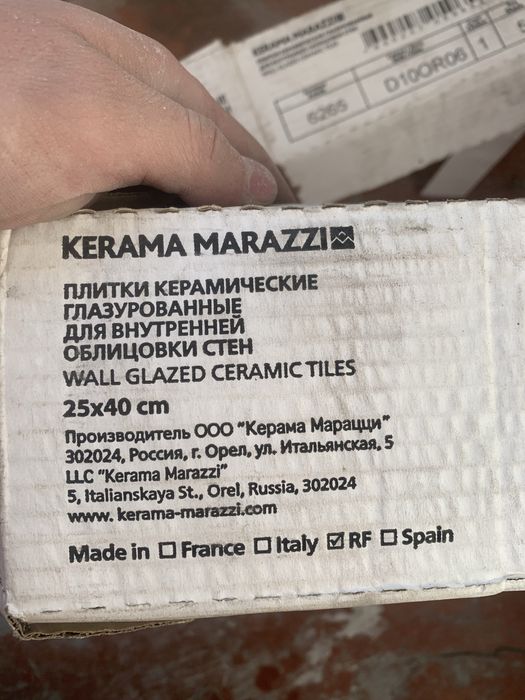 KERAMA MARAZZI
6265
D10OR06
1
KERAMA MARAZZI
ПЛИТКИ КЕРАМИЧЕСКИЕ
ГЛАЗУРОВАННЫЕ
ДЛЯ ВНУТРЕННЕЙ
ОБЛИЦОВКИ СТЕН
WALL GLAZED CERAMIC TILES
25x40 cm
Производитель ООО "Керама Марацци"
302024, Россия, г. Орел, ул. Итальянская, 5
LLC "Kerama Marazzi"
5, Italianskaya St., Orel, Russia, 302024
www. kerama-marazzi.com
Made in ☐ France ☐ Italy ☑ RF ☐ Spain